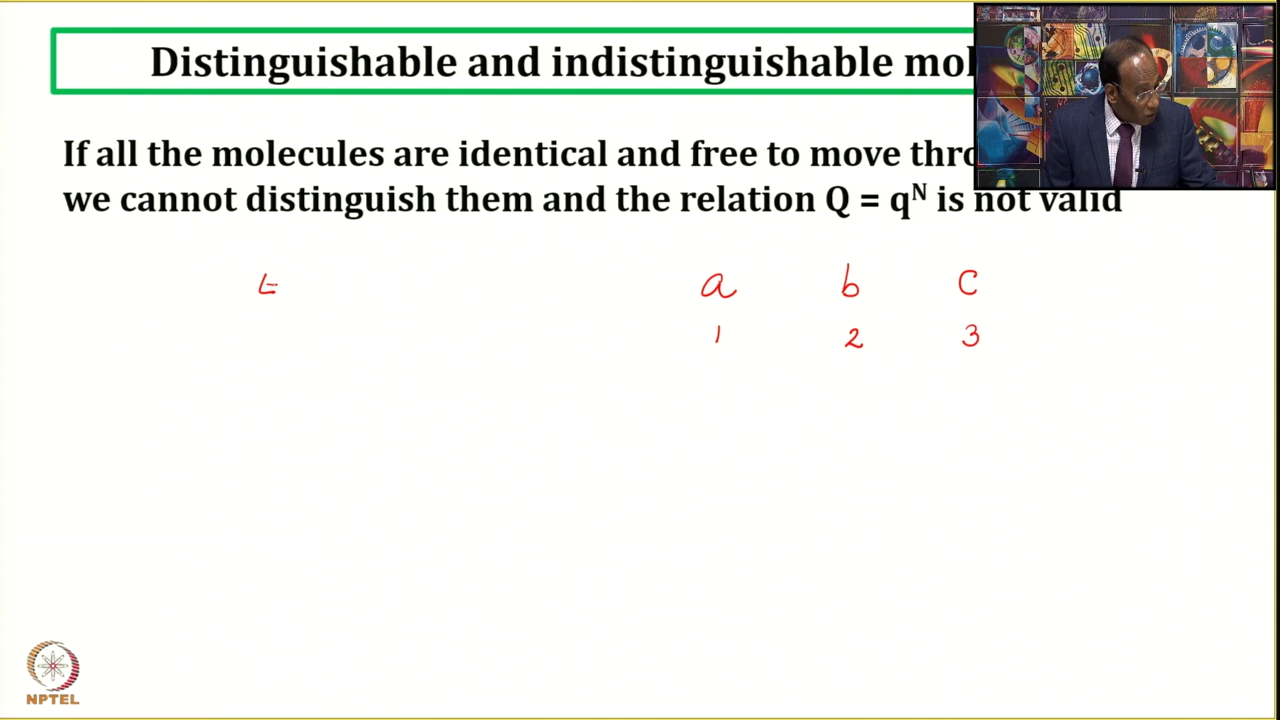 Distinguishable and indistinguishable mol
If all the molecules are identical and free to move thro
we cannot distinguish them and the relation Q = qᴺ is not valid
a b c
1 2 3
NPTEL